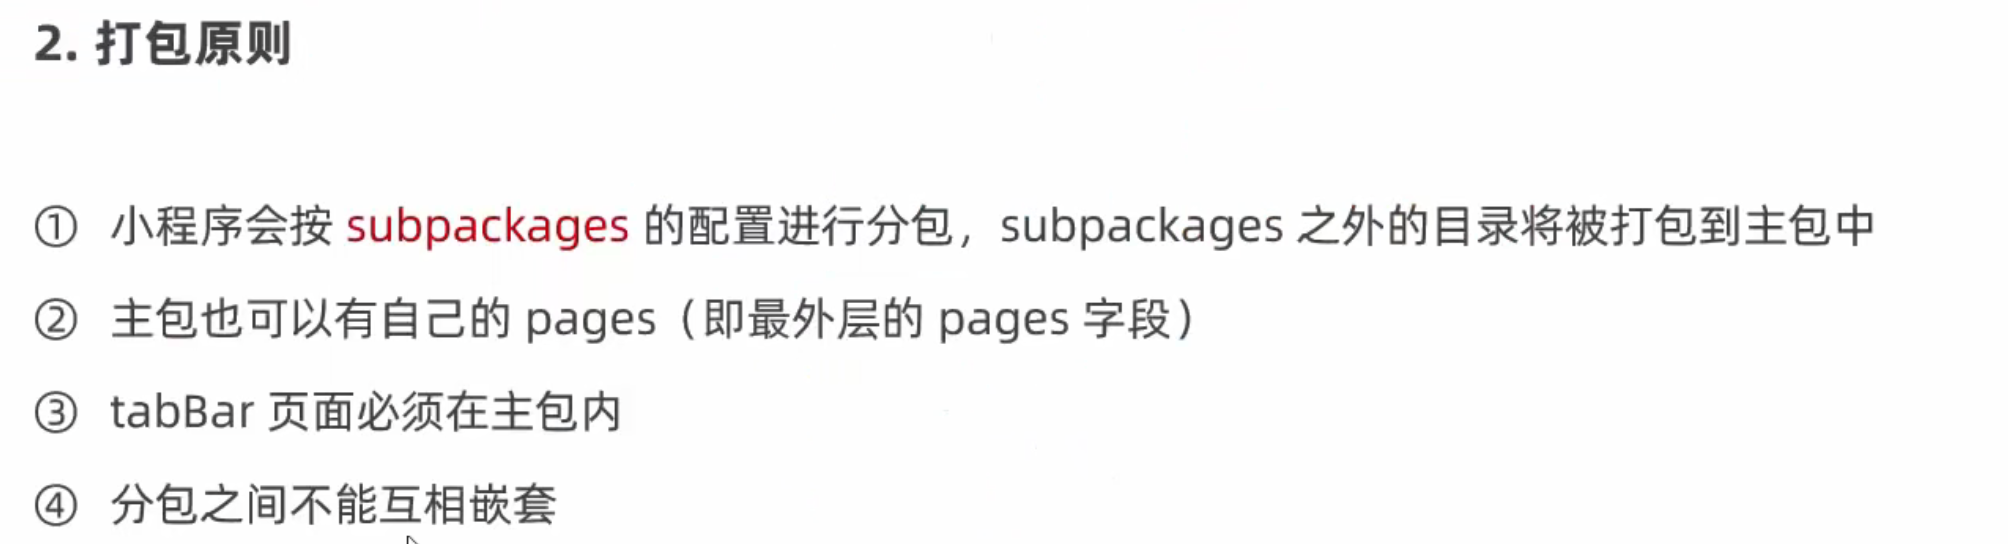 2. 打包原则
① 小程序会按 subpackages 的配置进行分包，subpackages 之外的目录将被打包到主包中
② 主包也可以有自己的 pages（即最外层的 pages 字段）
③ tabBar 页面必须在主包内
④ 分包之间不能互相嵌套